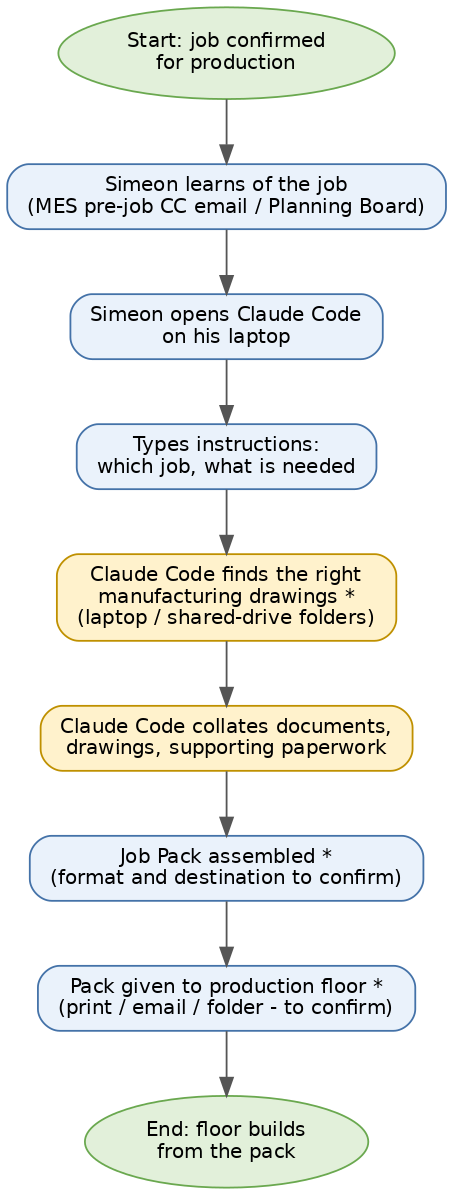 Start: job confirmed
for production
Simeon learns of the job
(MES pre-job CC email / Planning Board)
Simeon opens Claude Code
on his laptop
Types instructions:
which job, what is needed
Claude Code finds the right
manufacturing drawings *
(laptop / shared-drive folders)
Claude Code collates documents,
drawings, supporting paperwork
Job Pack assembled *
(format and destination to confirm)
Pack given to production floor *
(print / email / folder - to confirm)
End: floor builds
from the pack